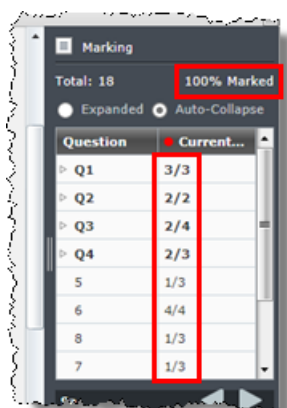 Marking
Total: 18 100% Marked
Expanded Auto-Collapse
Question Current...
Q1 3/3
Q2 2/2
Q3 2/4
Q4 2/3
5 1/3
6 4/4
8 1/3
7 1/3